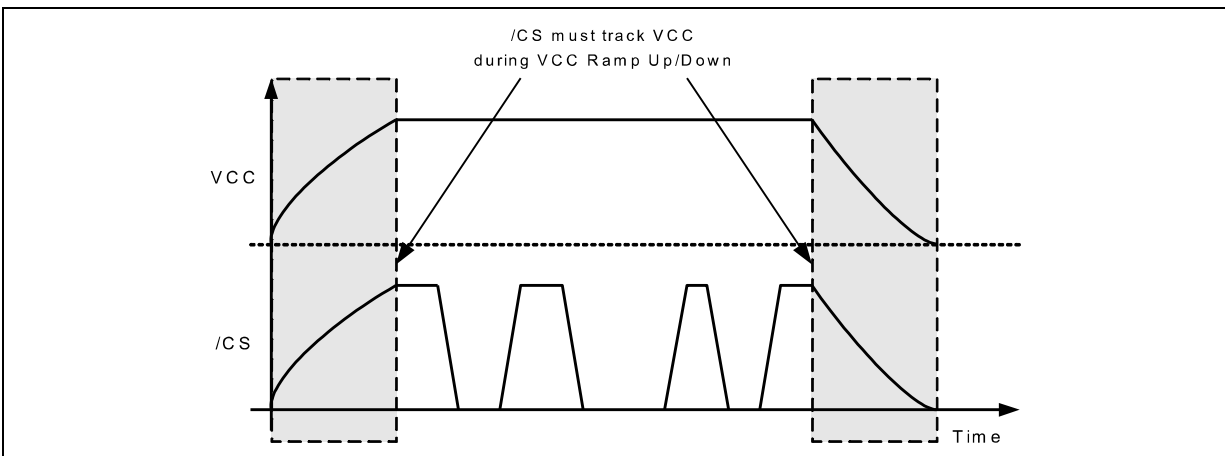 /CS must track VCC
during VCC Ramp Up/Down
VCC
/CS
Time